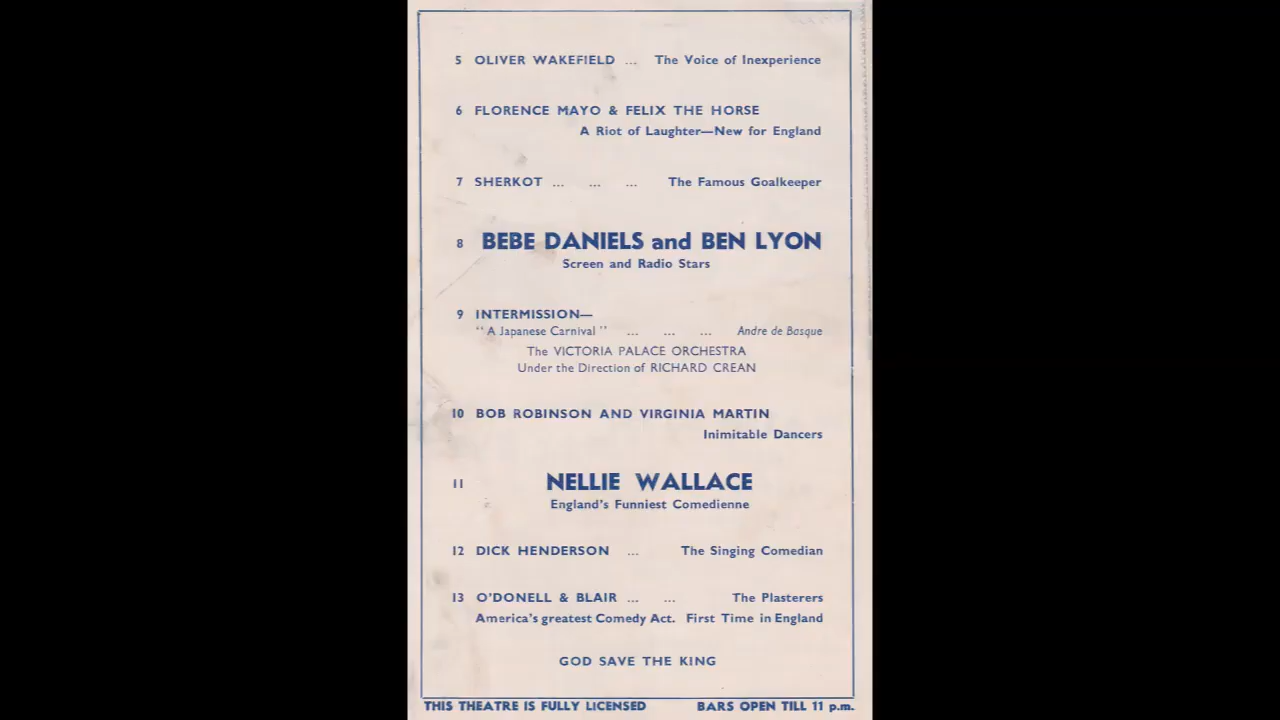 5 OLIVER WAKEFIELD ... The Voice of Inexperience
6 FLORENCE MAYO & FELIX THE HORSE
A Riot of Laughter—New for England
7 SHERKOT ... ... ... The Famous Goalkeeper
8 BEBE DANIELS and BEN LYON
Screen and Radio Stars
9 INTERMISSION—
"A Japanese Carnival" ... ... ... Andre de Basque
The VICTORIA PALACE ORCHESTRA
Under the Direction of RICHARD CREAN
10 BOB ROBINSON AND VIRGINIA MARTIN
Inimitable Dancers
11 NELLIE WALLACE
England's Funniest Comedienne
12 DICK HENDERSON ... The Singing Comedian
13 O'DONELL & BLAIR ... ... The Plasterers
America's greatest Comedy Act. First Time in England
GOD SAVE THE KING
THIS THEATRE IS FULLY LICENSED BARS OPEN TILL 11 p.m.